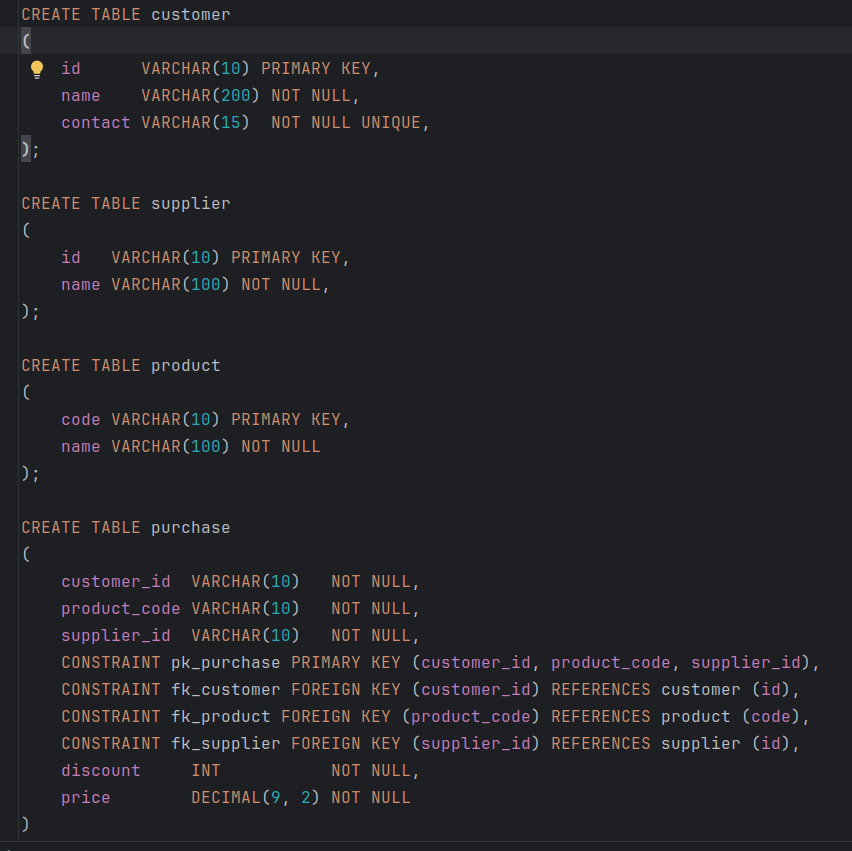 CREATE TABLE customer
(
    id      VARCHAR(10) PRIMARY KEY,
    name    VARCHAR(200) NOT NULL,
    contact VARCHAR(15)  NOT NULL UNIQUE,
);

CREATE TABLE supplier
(
    id   VARCHAR(10) PRIMARY KEY,
    name VARCHAR(100) NOT NULL,
);

CREATE TABLE product
(
    code VARCHAR(10) PRIMARY KEY,
    name VARCHAR(100) NOT NULL
);

CREATE TABLE purchase
(
    customer_id  VARCHAR(10)   NOT NULL,
    product_code VARCHAR(10)   NOT NULL,
    supplier_id  VARCHAR(10)   NOT NULL,
    CONSTRAINT pk_purchase PRIMARY KEY (customer_id, product_code, supplier_id),
    CONSTRAINT fk_customer FOREIGN KEY (customer_id) REFERENCES customer (id),
    CONSTRAINT fk_product FOREIGN KEY (product_code) REFERENCES product (code),
    CONSTRAINT fk_supplier FOREIGN KEY (supplier_id) REFERENCES supplier (id),
    discount     INT           NOT NULL,
    price        DECIMAL(9, 2) NOT NULL
)